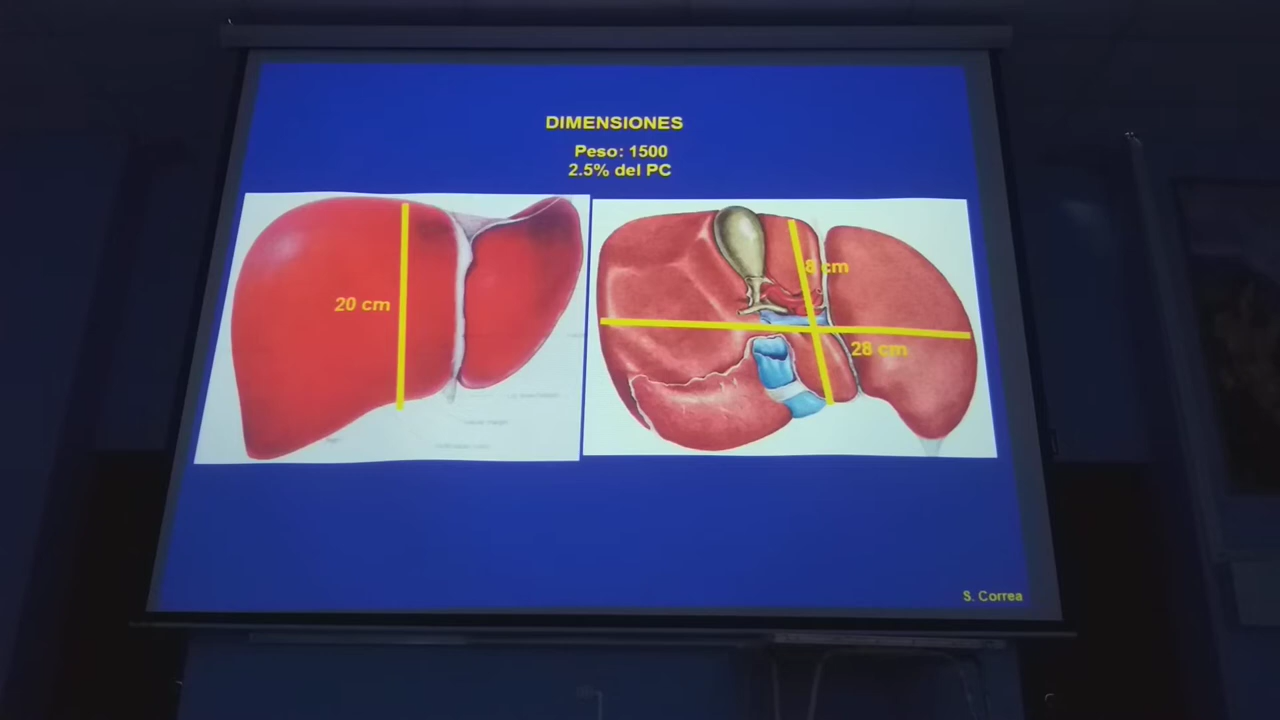 DIMENSIONES
Peso: 1500
2.5% del PC
20 cm
8 cm
28 cm
S. Correa